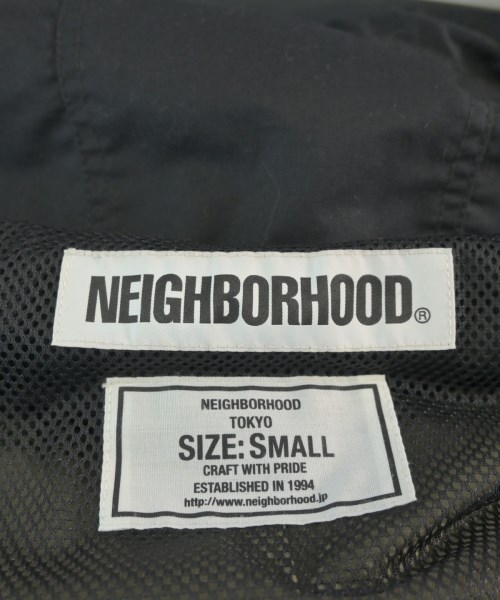 NEIGHBORHOOD®
NEIGHBORHOOD
TOKYO
SIZE: SMALL
CRAFT WITH PRIDE
ESTABLISHED IN 1994
http://www.neighborhood.jp